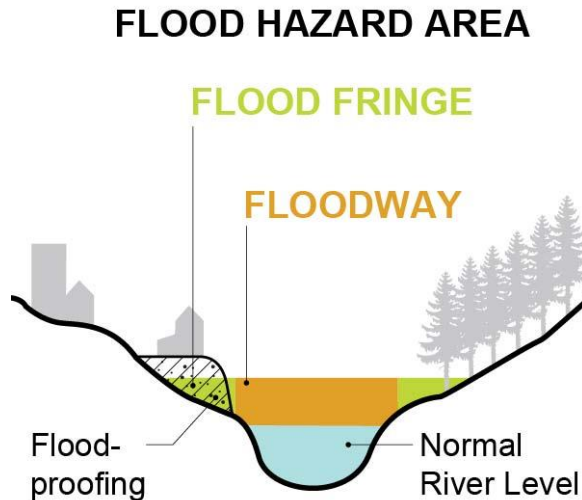 FLOOD HAZARD AREA
FLOOD FRINGE
FLOODWAY
Flood-
proofing
Normal
River Level